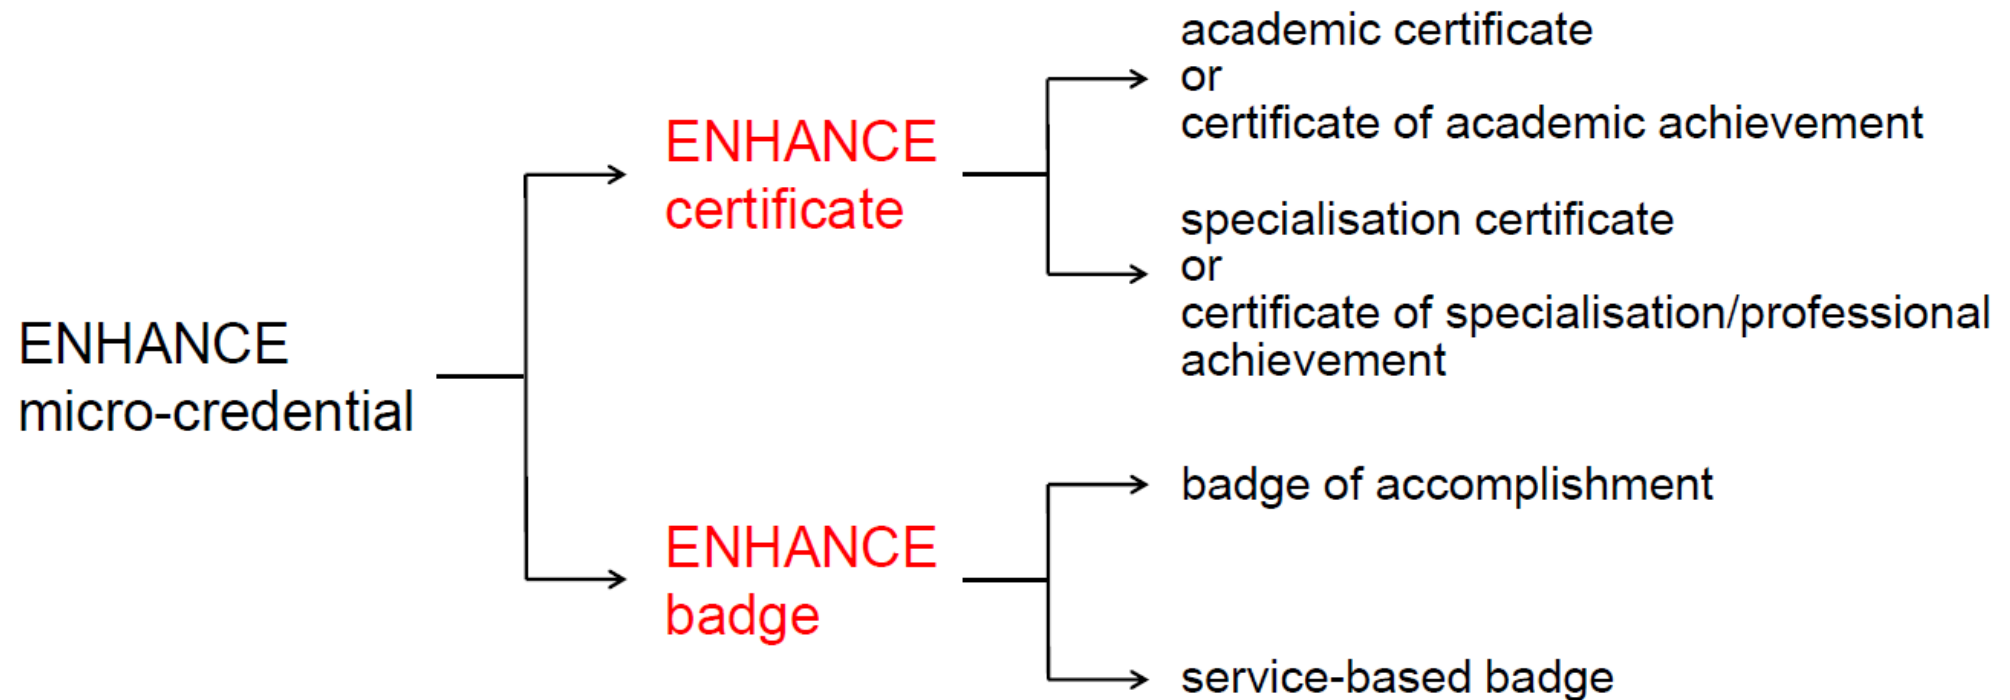 ENHANCE
micro-credential
ENHANCE
certificate
academic certificate
or
certificate of academic achievement
specialisation certificate
or
certificate of specialisation/professional
achievement
ENHANCE
badge
badge of accomplishment
service-based badge